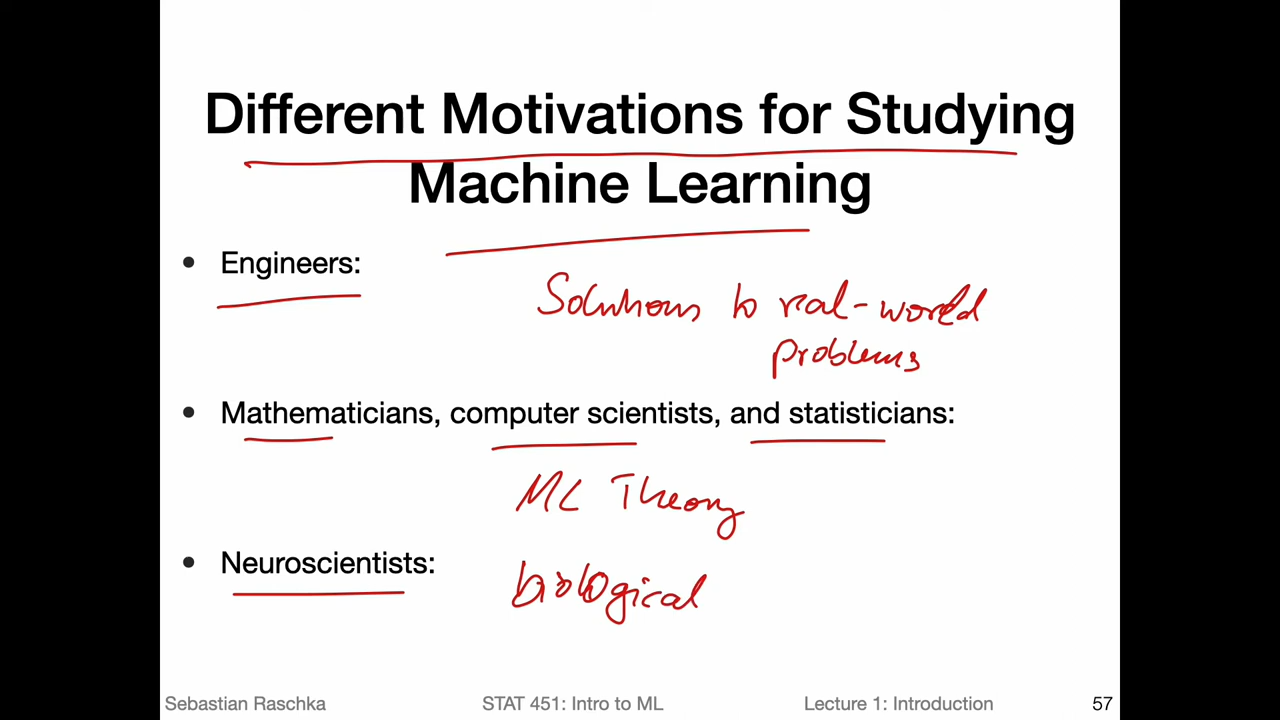 Different Motivations for Studying
Machine Learning
• Engineers:
Solutions to real-world
problems
• Mathematicians, computer scientists, and statisticians:
ML Theory
• Neuroscientists:
biological
Sebastian Raschka STAT 451: Intro to ML Lecture 1: Introduction 57